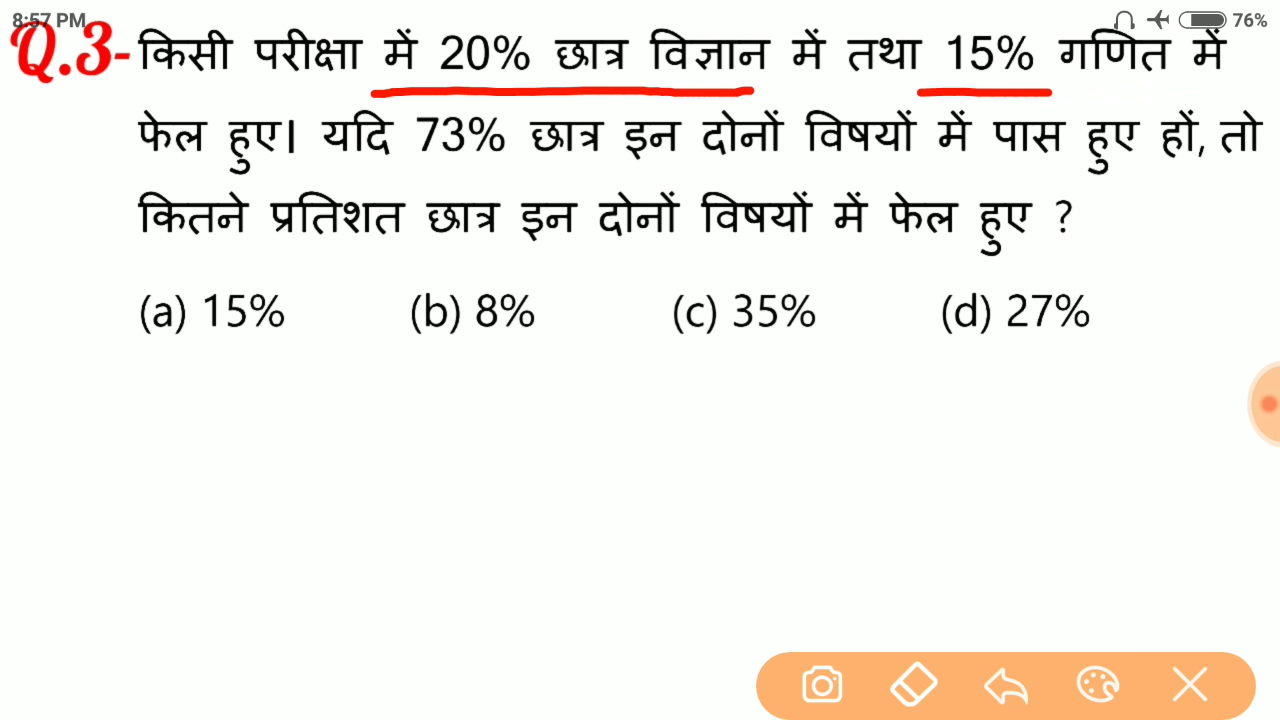 8:57 PM 76%
Q.3- किसी परीक्षा में 20% छात्र विज्ञान में तथा 15% गणित में
फेल हुए। यदि 73% छात्र इन दोनों विषयों में पास हुए हों, तो
कितने प्रतिशत छात्र इन दोनों विषयों में फेल हुए ?
(a) 15% (b) 8% (c) 35% (d) 27%